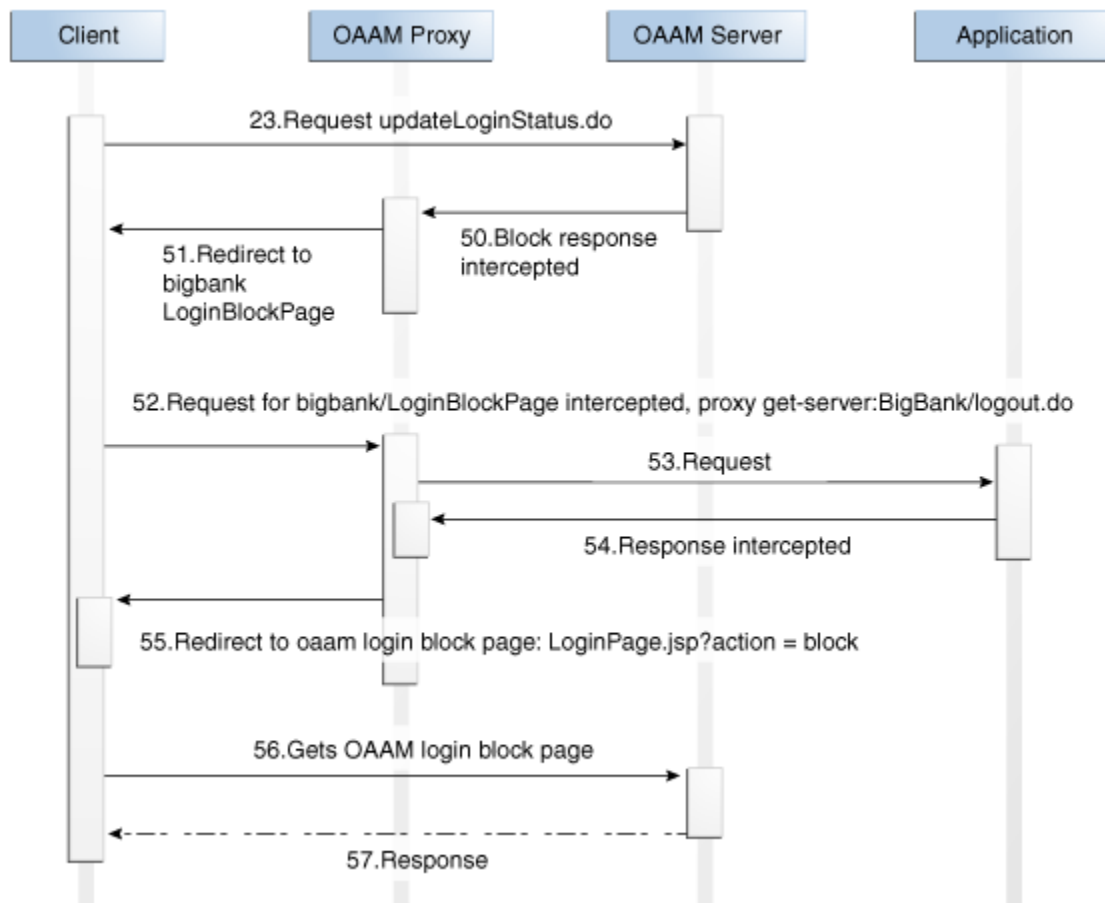 Client
OAAM Proxy
OAAM Server
Application
23.Request updateLoginStatus.do
50.Block response
intercepted
51.Redirect to
bigbank
LoginBlockPage
52.Request for bigbank/LoginBlockPage intercepted, proxy get-server:BigBank/logout.do
53.Request
54.Response intercepted
55.Redirect to oaam login block page: LoginPage.jsp?action = block
56.Gets OAAM login block page
57.Response